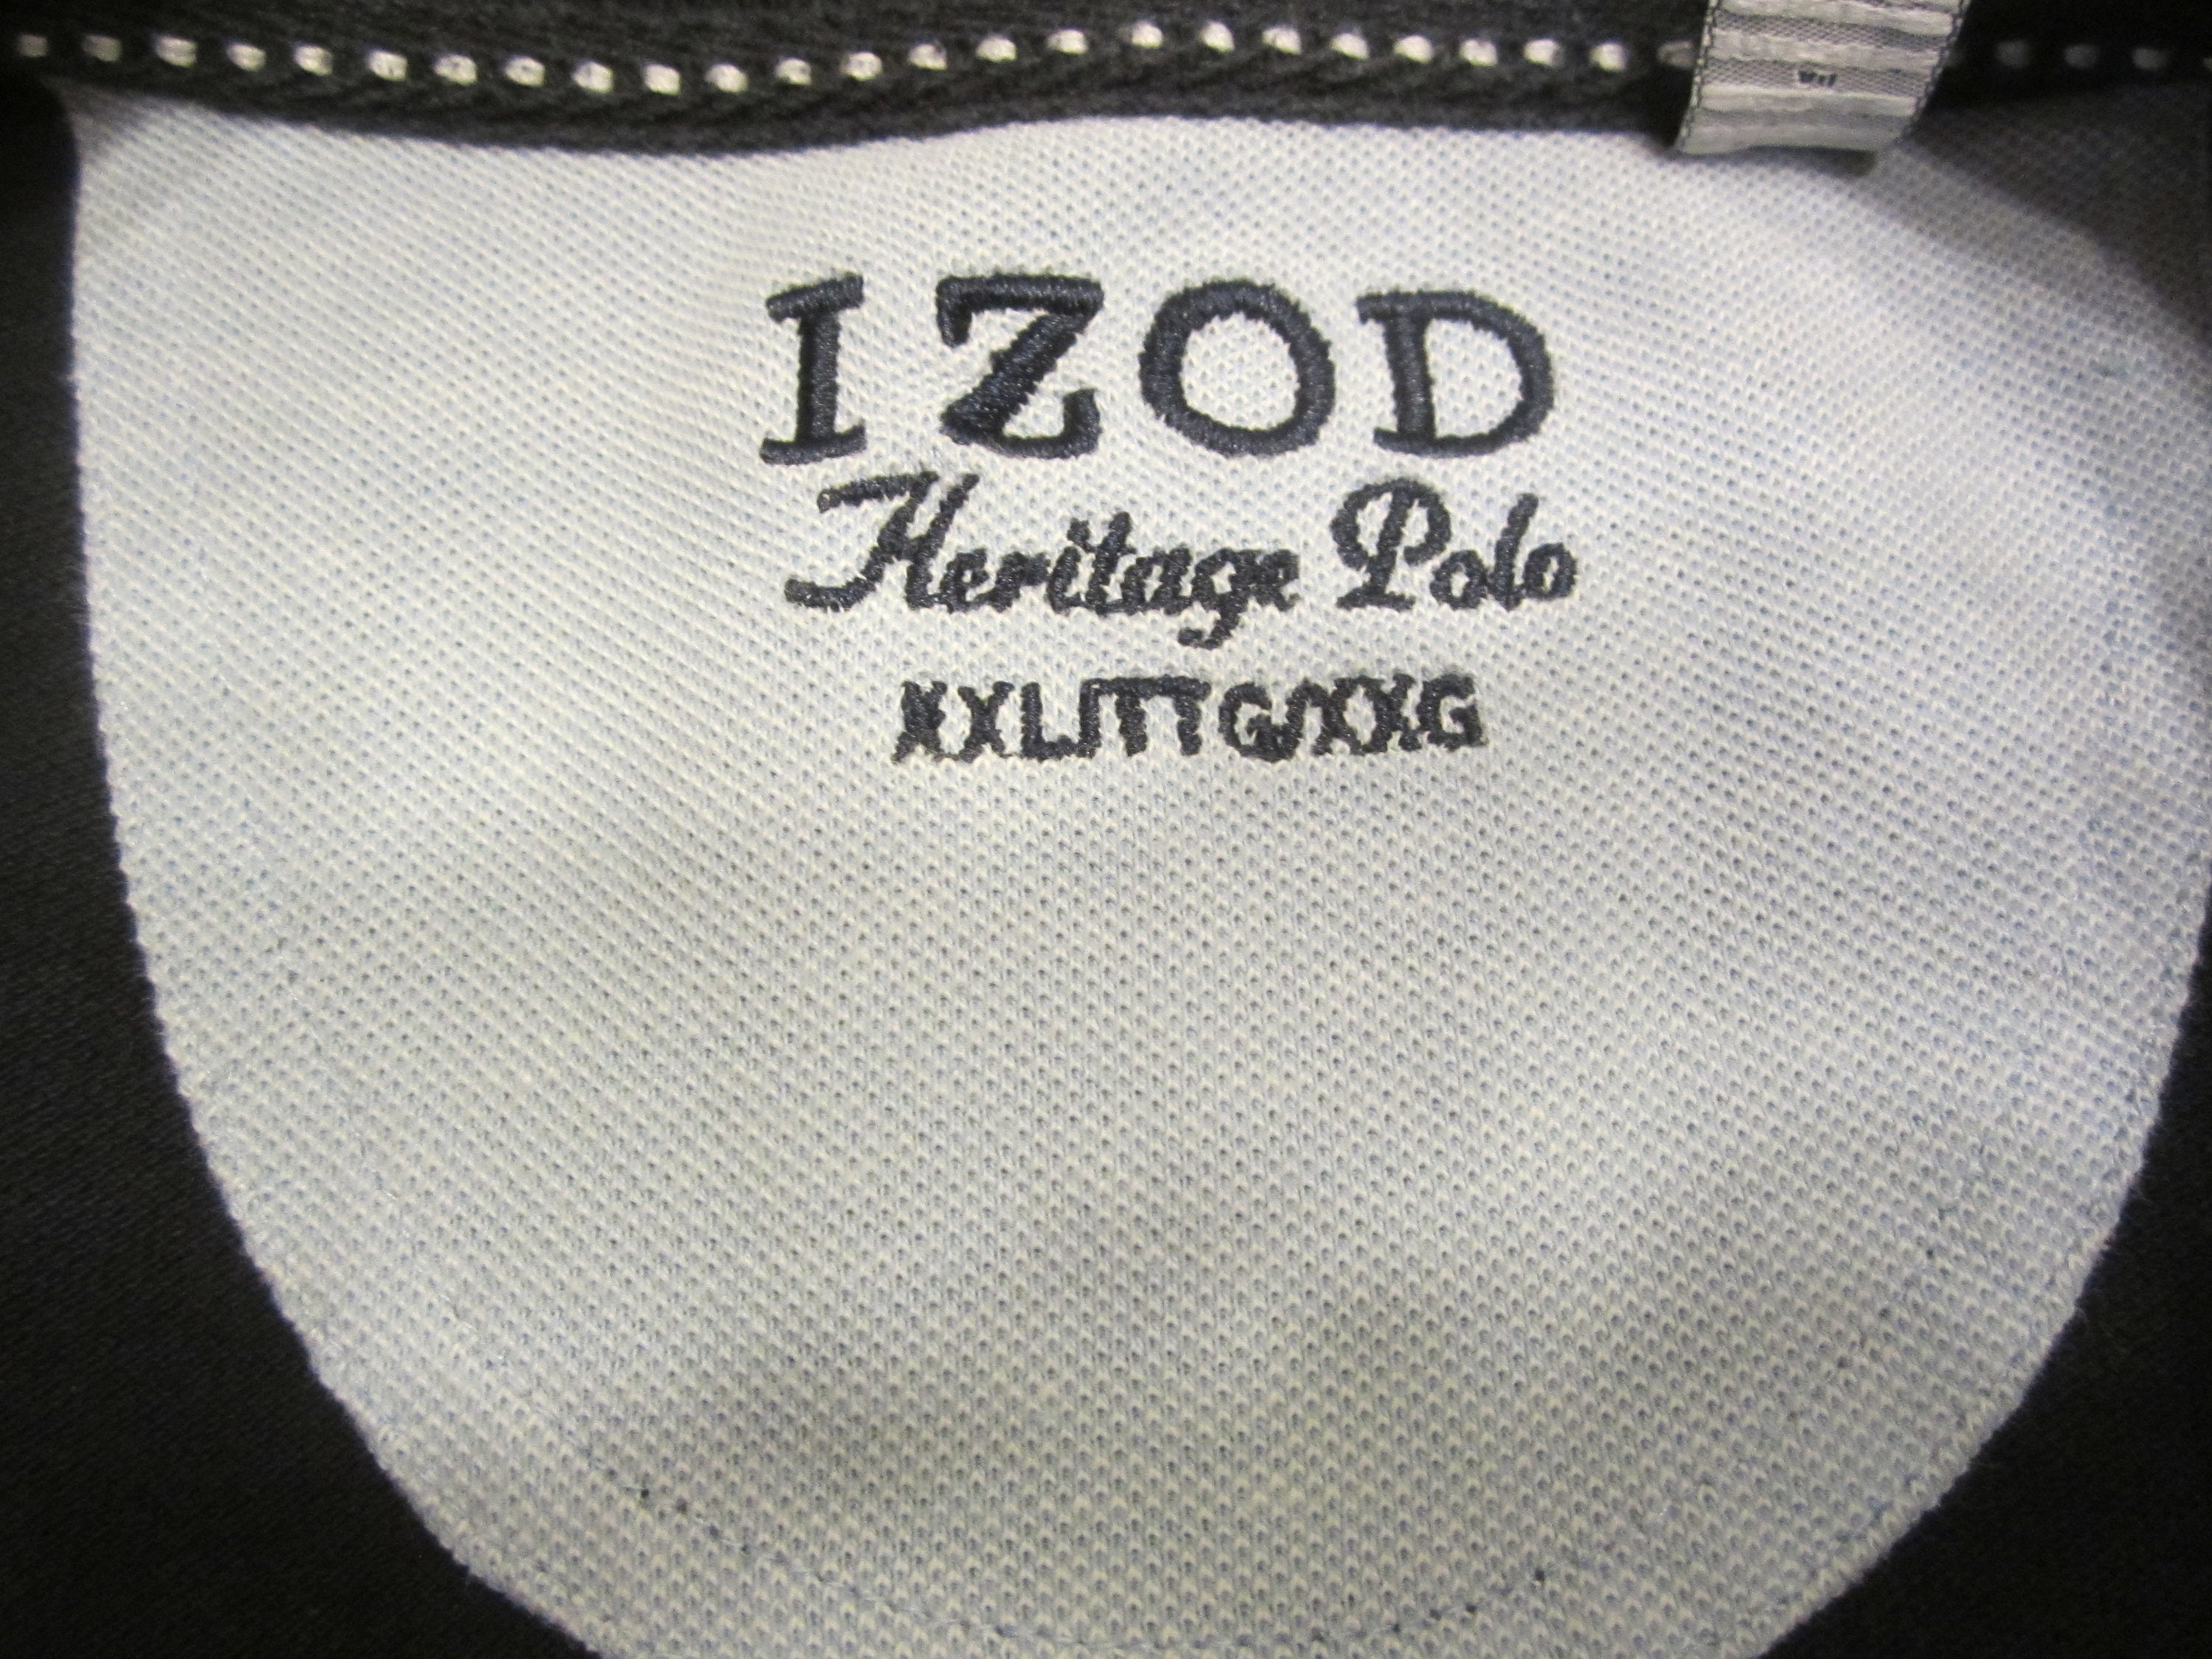 IZOD
Heritage Polo
XXL/TTG/XXG